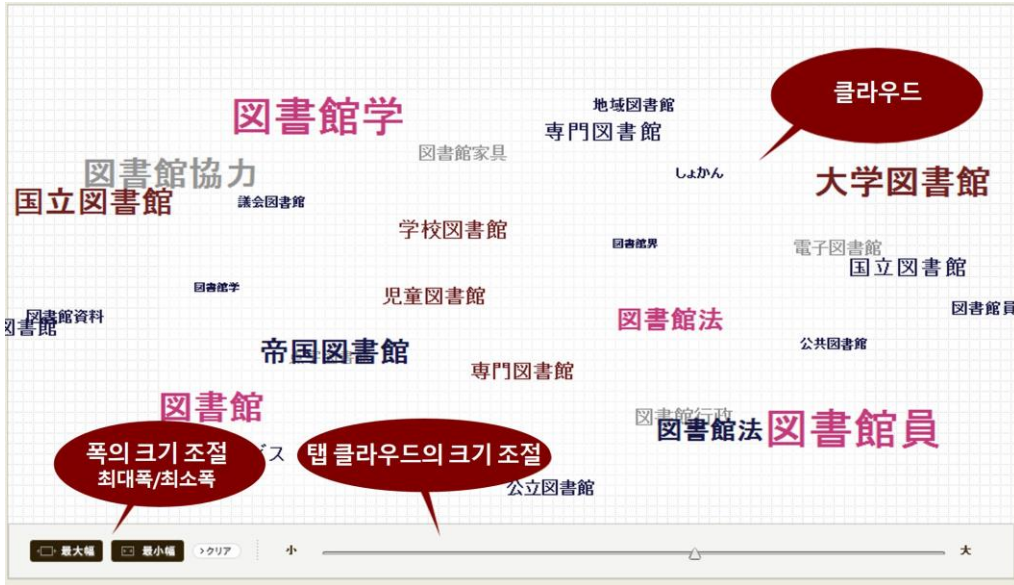 図書館学
地域図書館
클라우드
専門図書館
図書館家具
図書館協力
しょかん
大学図書館
国立図書館
議会図書館
学校図書館
図書館界
電子図書館
国立図書館
図書館学
児童図書館
図書館員
図書館資料
図書館
図書館法
公共図書館
帝国図書館
専門図書館
図書館
図書館行政
図書館法
図書館員
폭의 크기 조절
최대폭/최소폭
탭 클라우드의 크기 조절
公立図書館
最大幅
最小幅
›クリア
小
大